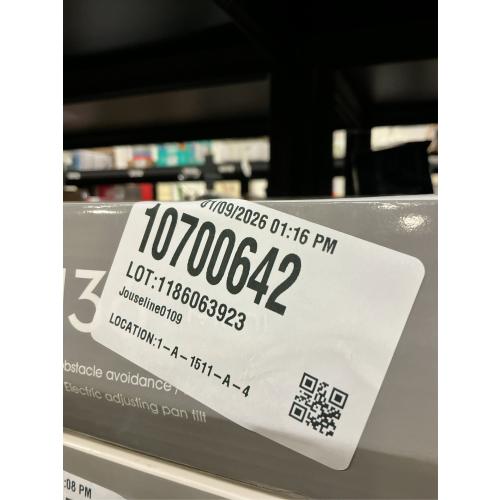 01/09/2026 01:16 PM
10700642
LOT:1186063923
Jouseline0109
LOCATION:1-A-1511-A-4
13
obstacle avoidance /
Electric adjusting pan tilt
:08 PM